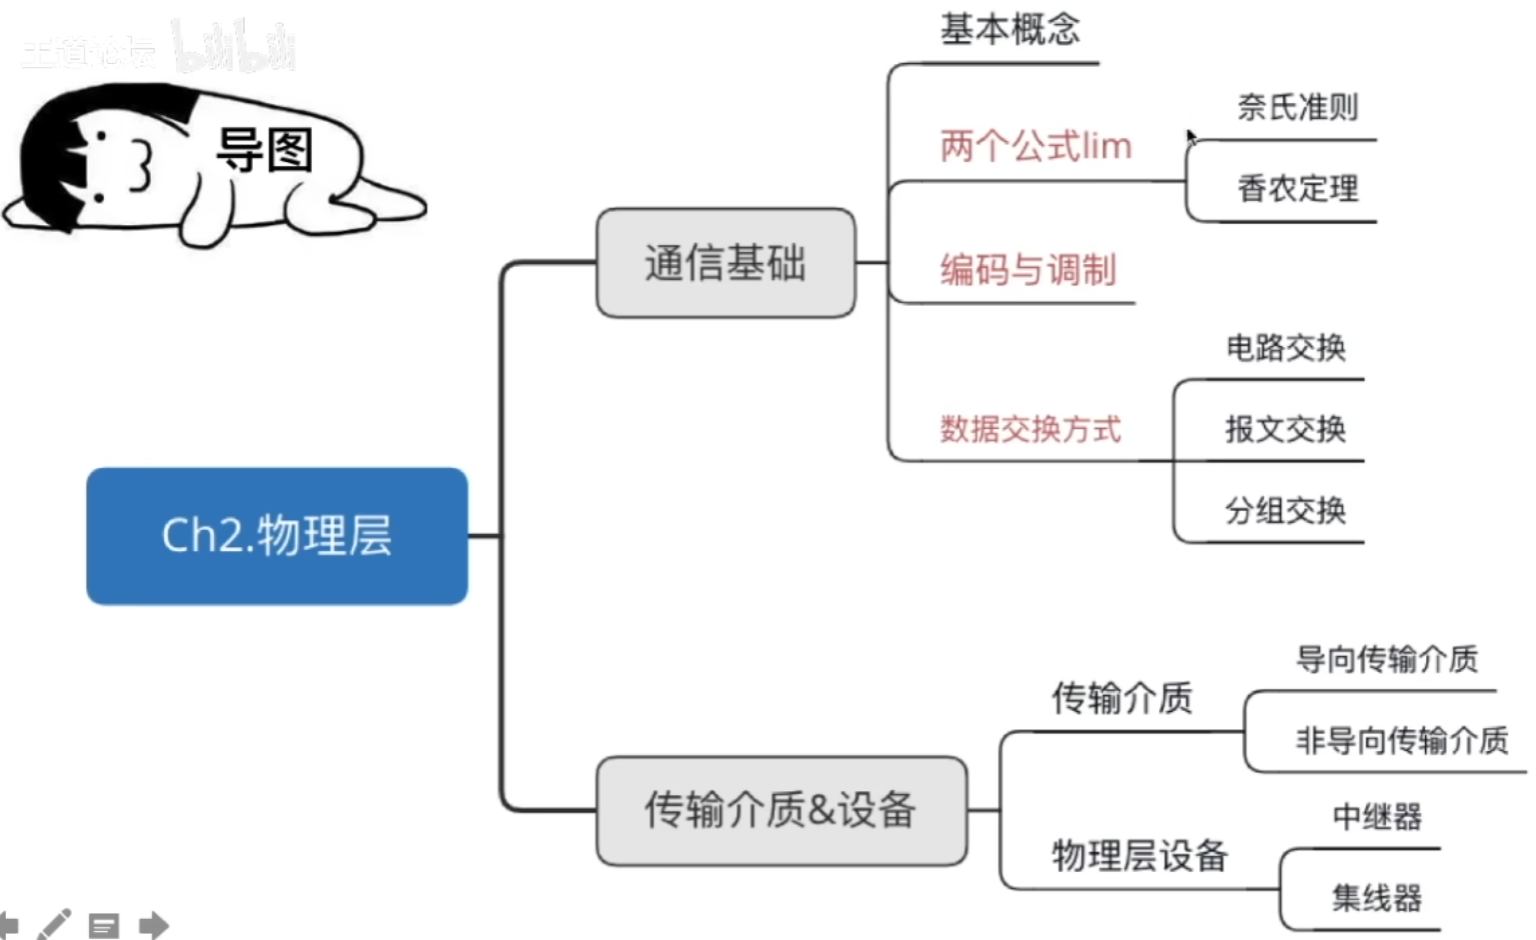 王道论坛 bilibili
导图
Ch2.物理层
通信基础
基本概念
两个公式lim
奈氏准则
香农定理
编码与调制
数据交换方式
电路交换
报文交换
分组交换
传输介质&设备
传输介质
导向传输介质
非导向传输介质
物理层设备
中继器
集线器